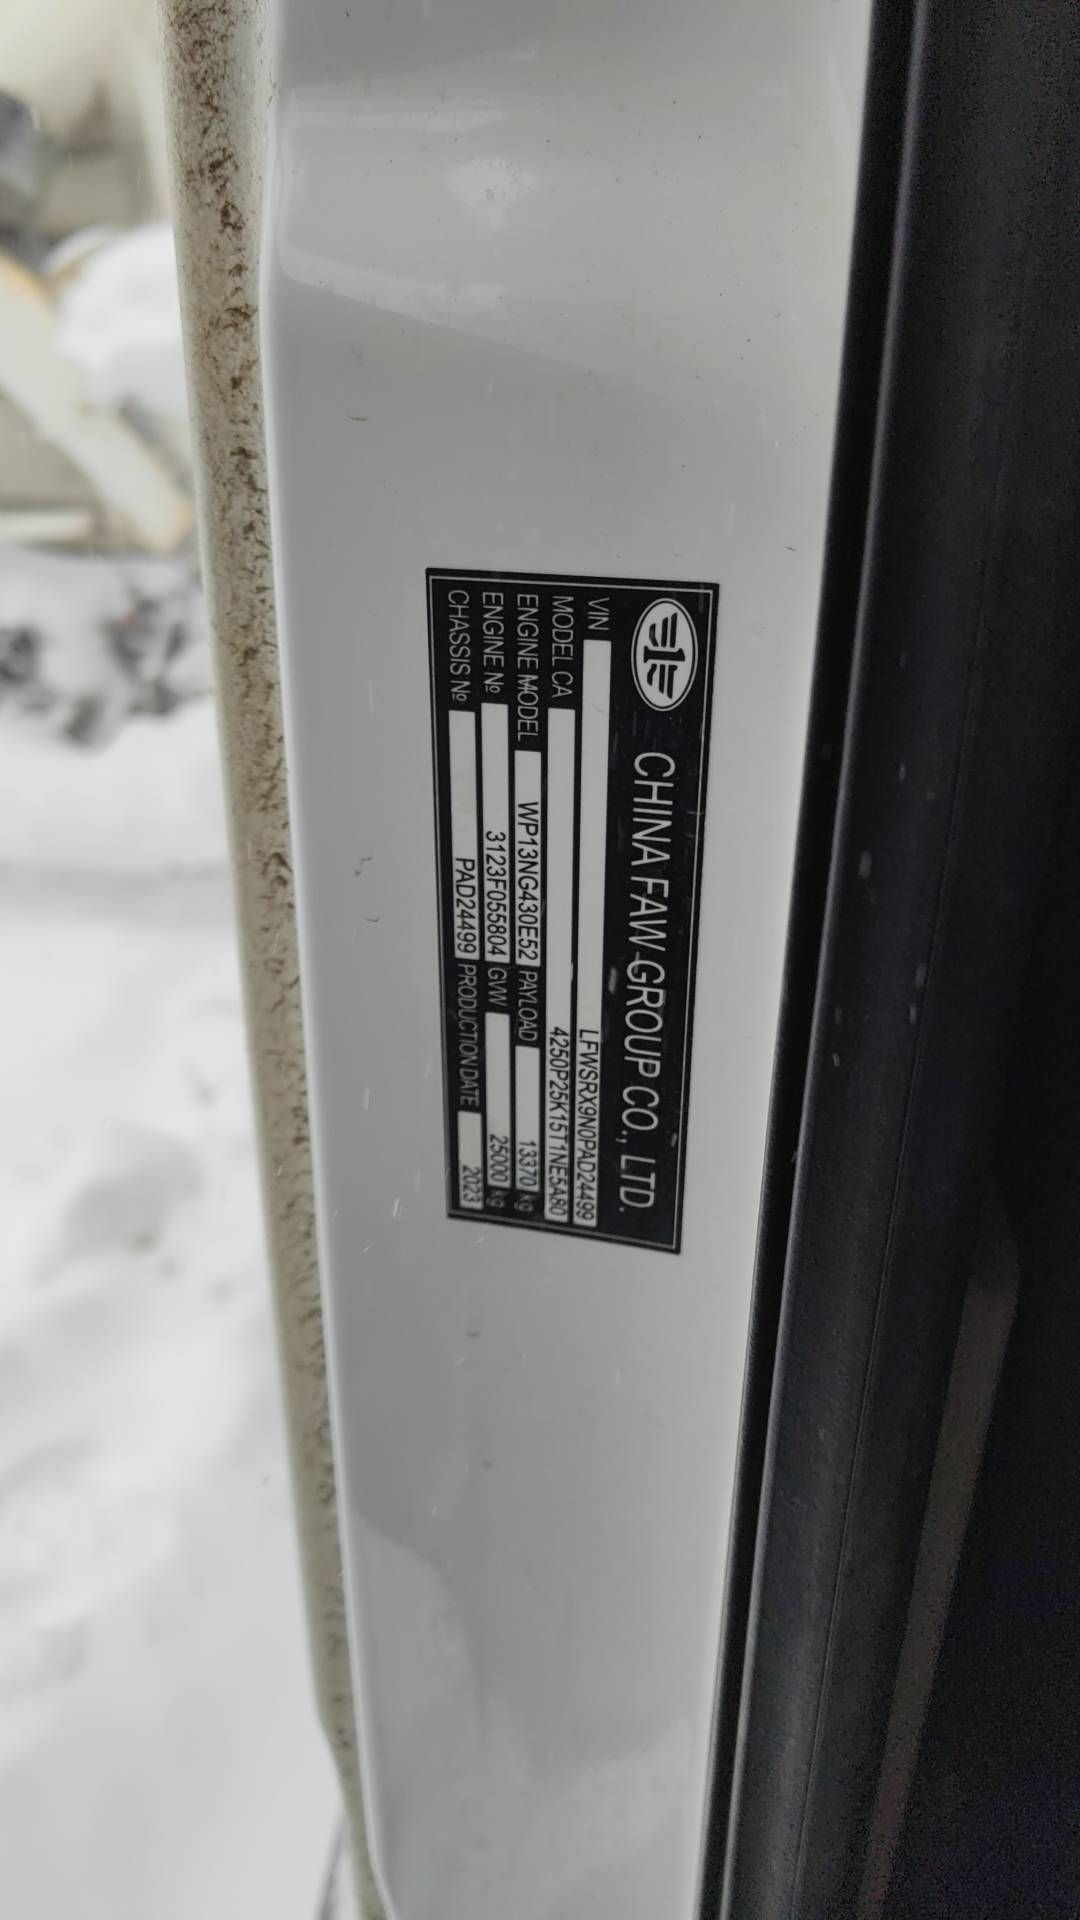 CHINA FAW GROUP CO., LTD.
VIN LFWSRX9N0PAD24499
MODEL CA 4250P25K15T1NE5A80
ENGINE MODEL WP13NG430E52 PAYLOAD 13370 kg
ENGINE № 3123F055804 GVW 25000 kg
CHASSIS № PAD24499 PRODUCTION DATE 2023